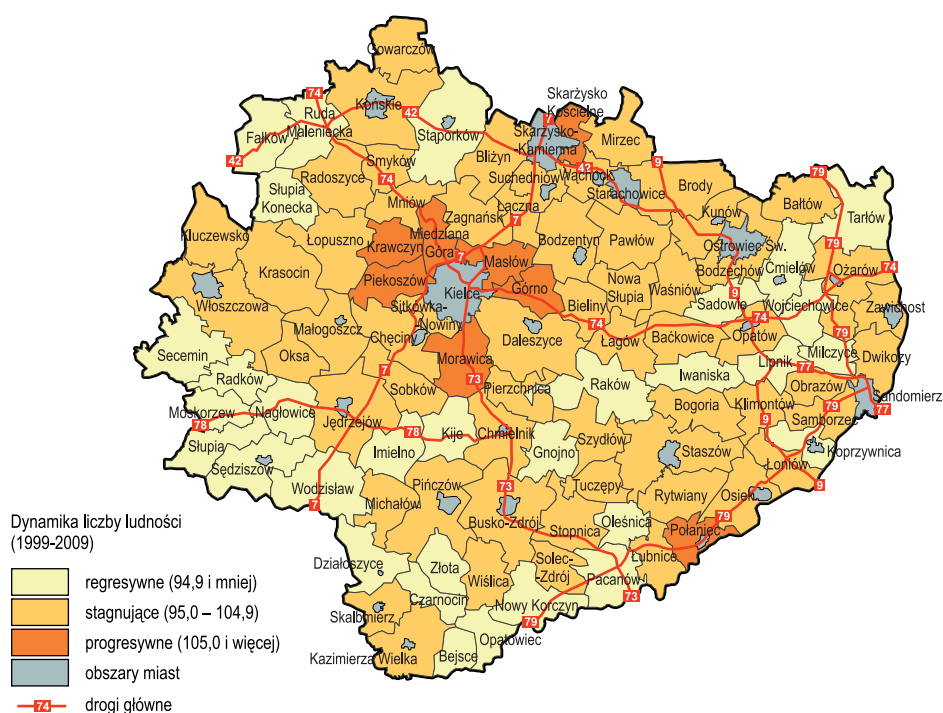 Gowarczów
Skarżysko
Kościelne
74
Końskie
42
Ruda
Maleniecka
Fałków
42
Stąporków
7
Skarżysko-
Kamienna
Mirzec
Smyków
74
Radoszyce
Bliżyn
Suchedniów
Wąchock
42
Starachowice
9
Brody
79
Bałtów
Tarłów
Słupia
Konecka
Mniów
Zagnańsk
Łączna
7
Kunów
Ostrowiec Św.
Kluczewsko
Łopuszno
Krawczyn
Miedziana
Góra
7
Masłów
Bodzentyn
Pawłów
Bodzechów
Ćmielów
79
Ożarów
74
Krasocin
Piekoszów
Kielce
Górno
Nowa
Słupia
Waśniów
9
Sadowie
Wojciechowice
Zawichost
Włoszczowa
Małogoszcz
Sitkówka-
-Nowiny
Chęciny
Bieliny
74
Łagów
Baćkowice
74
Opatów
79
Daleszyce
Secemin
Oksa
7
Morawica
73
Raków
Iwaniska
Lipnik
77
Milczyce
Dwikozy
Radków
Sobków
Pierzchnica
Obrazów
Sandomierz
77
Moskorzew
78
Nagłowice
Jędrzejów
Bogoria
Klimontów
79
Samborzec
9
Słupia
78
Kije
Chmielnik
Imielno
Gnojno
Szydłów
Staszów
Koprzywnica
Sędziszów
Łoniów
Wodzisław
7
Pińczów
73
Tuczępy
Rytwiany
Osiek
9
Michałów
79
Busko-Zdrój
Stopnica
Oleśnica
Połaniec
Działoszyce
Złota
Solec-
-Zdrój
Łubnice
Wiślica
Pacanów
Czarnocin
73
Nowy Korczyn
79
Skalbmierz
Opatowiec
Kazimierza Wielka
Bejsce
Dynamika liczby ludności
(1999-2009)
regresywne (94,9 i mniej)
stagnujące (95,0 – 104,9)
progresywne (105,0 i więcej)
obszary miast
74 drogi główne